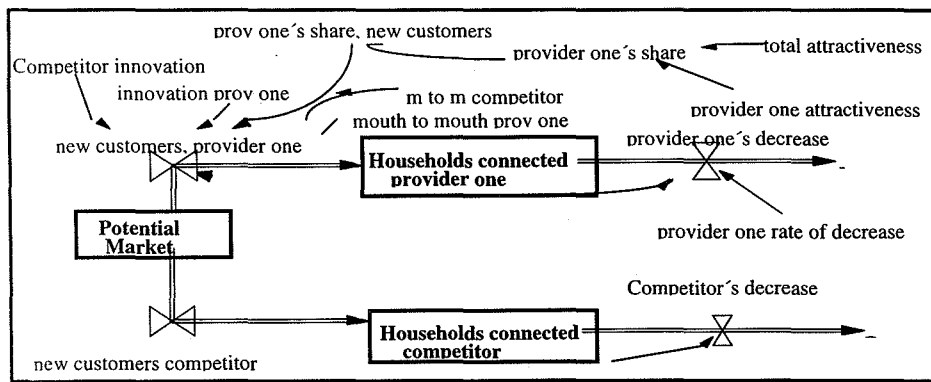 prov one´s share, new customers
provider one´s share
total attractiveness
Competitor innovation
innovation prov one
m to m competitor
provider one attractiveness
mouth to mouth prov one
new customers, provider one
provider one´s decrease
Households connected
provider one
Potential
Market
provider one rate of decrease
Competitor´s decrease
Households connected
competitor
new customers competitor